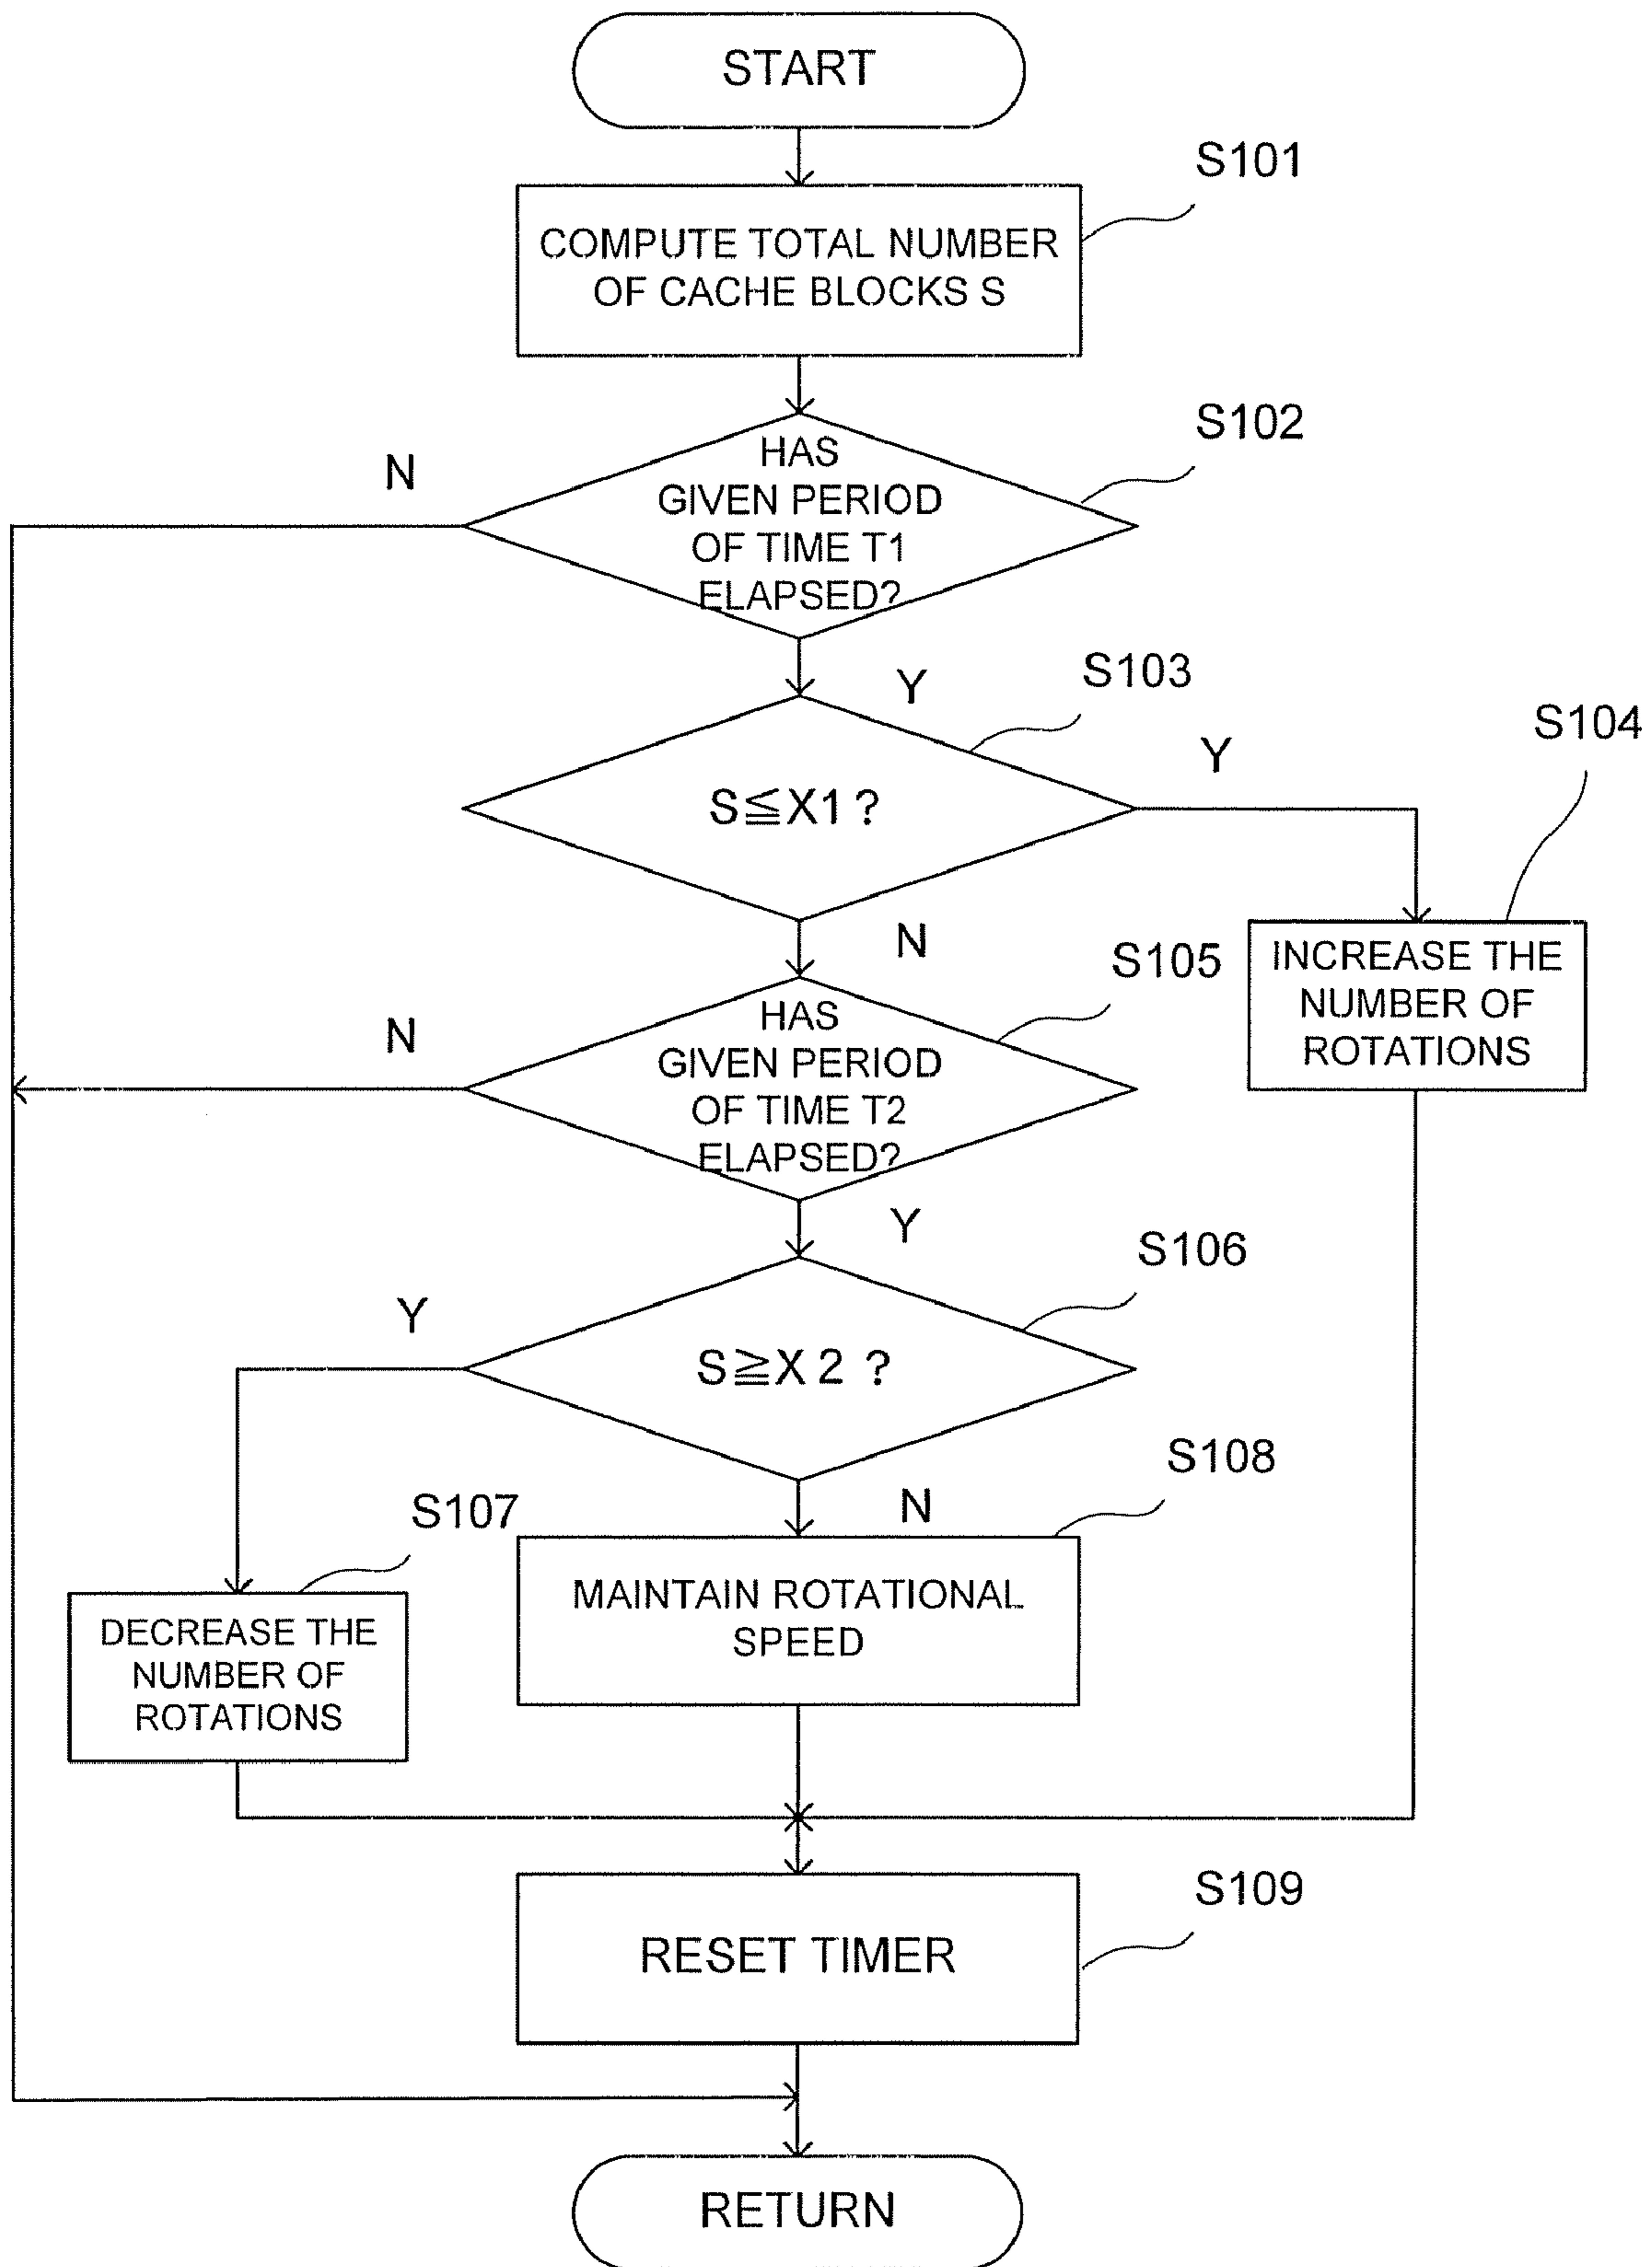 START
S101
COMPUTE TOTAL NUMBER
OF CACHE BLOCKS S
S102
N
HAS
GIVEN PERIOD
OF TIME T1
ELAPSED?
Y
S103
S104
Y
S≦X1 ?
N
S105
INCREASE THE
NUMBER OF
ROTATIONS
N
HAS
GIVEN PERIOD
OF TIME T2
ELAPSED?
Y
S106
Y
S≧X 2 ?
S108
N
S107
MAINTAIN ROTATIONAL
SPEED
DECREASE THE
NUMBER OF
ROTATIONS
S109
RESET TIMER
RETURN